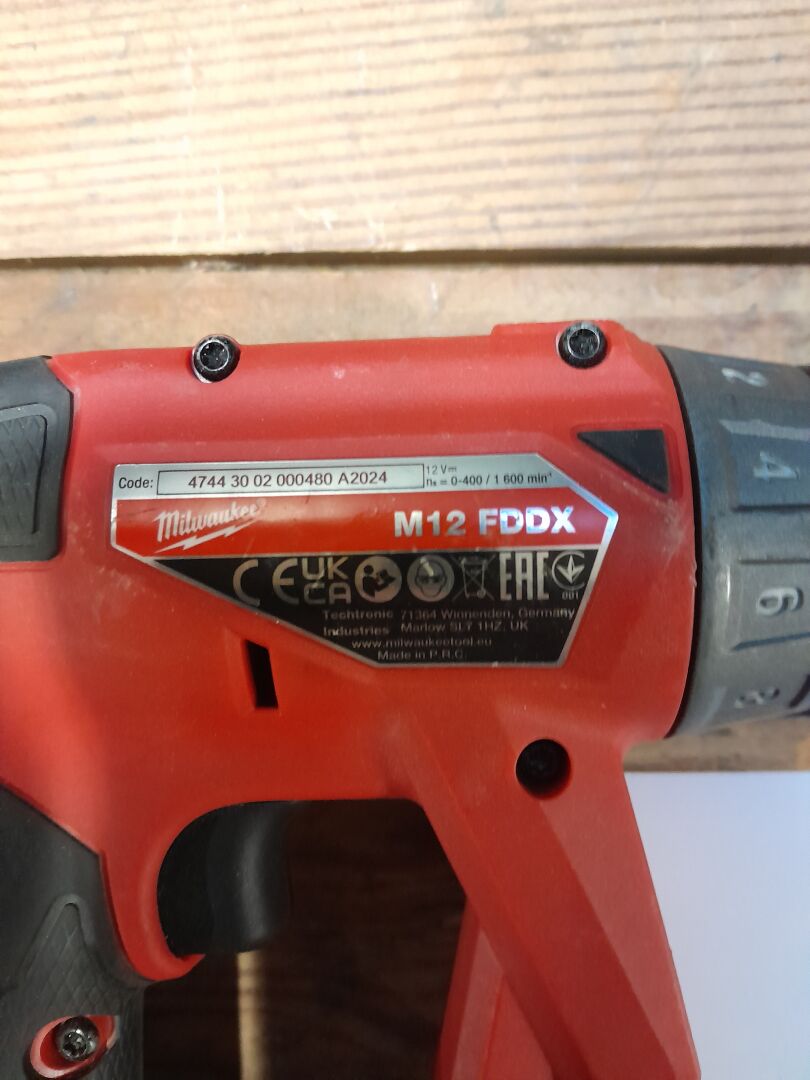 2
4
6
8
Code: 4744 30 02 000480 A2024
12 V⎓
n₀ = 0-400 / 1 600 min⁻¹
Milwaukee®
M12 FDDX
CE UK CA EAC
001
Techtronic 71364 Winnenden, Germany
Industries Marlow SL7 1HZ, UK
www.milwaukeetool.eu
Made in P.R.C.